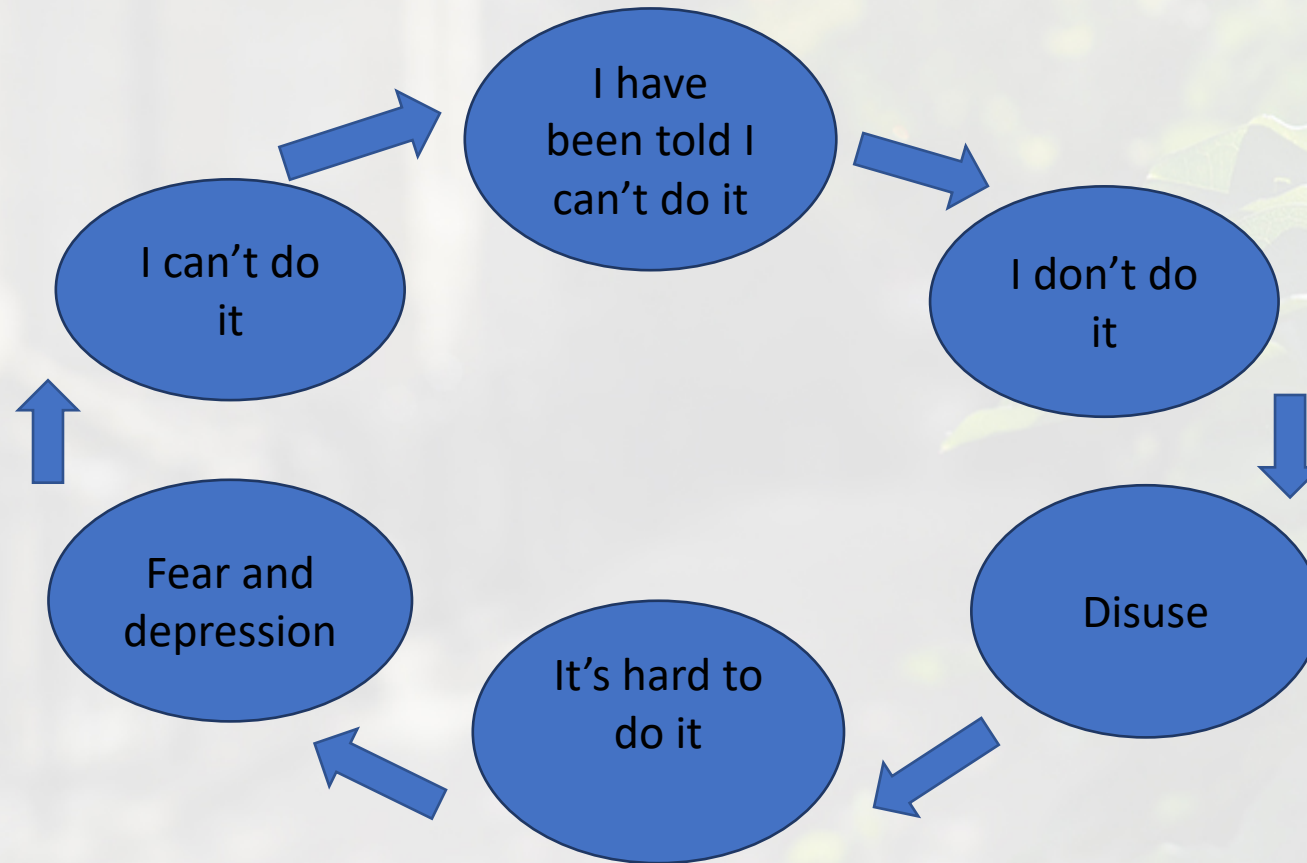 I have
been told I
can’t do it
I don’t do
it
Disuse
It’s hard to
do it
Fear and
depression
I can’t do
it